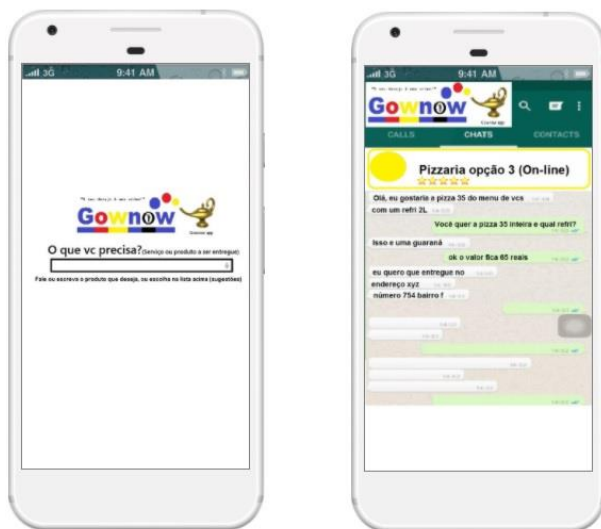 3G 9:41 AM
Gownow
O que vc precisa?(Serviço ou produto a ser entregue)
Fale ou escreva o produto que deseja, ou escolha na lista acima (sugestões)
3G 9:41 AM
Gownow
CALLS CHATS CONTACTS
Pizzaria opção 3 (On-line)
Olá, eu gostaria a pizza 35 do menu de vcs
com um refri 2L
Você quer a pizza 35 inteira e qual refri?
Isso e uma guaraná
ok o valor fica 65 reais
eu quero que entregue no
endereço xyz
número 754 bairro f